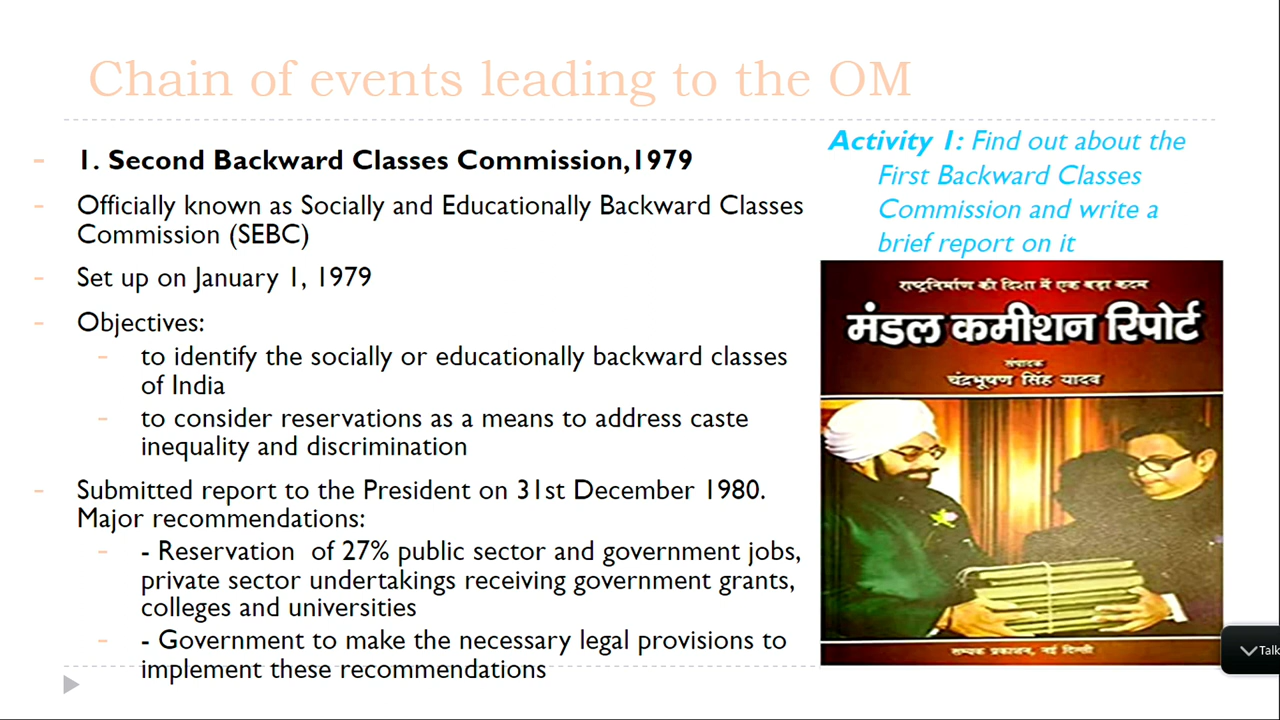 Chain of events leading to the OM
- 1. Second Backward Classes Commission,1979
- Officially known as Socially and Educationally Backward Classes
Commission (SEBC)
- Set up on January 1, 1979
- Objectives:
- to identify the socially or educationally backward classes
of India
- to consider reservations as a means to address caste
inequality and discrimination
- Submitted report to the President on 31st December 1980.
Major recommendations:
- - Reservation of 27% public sector and government jobs,
private sector undertakings receiving government grants,
colleges and universities
- - Government to make the necessary legal provisions to
implement these recommendations
Activity 1: Find out about the
First Backward Classes
Commission and write a
brief report on it
राष्ट्रनिर्माण की दिशा में एक बड़ा कदम
मंडल कमीशन रिपोर्ट
संपादक
चंद्रभूषण सिंह यादव
सम्यक प्रकाशन, नई दिल्ली
Talk